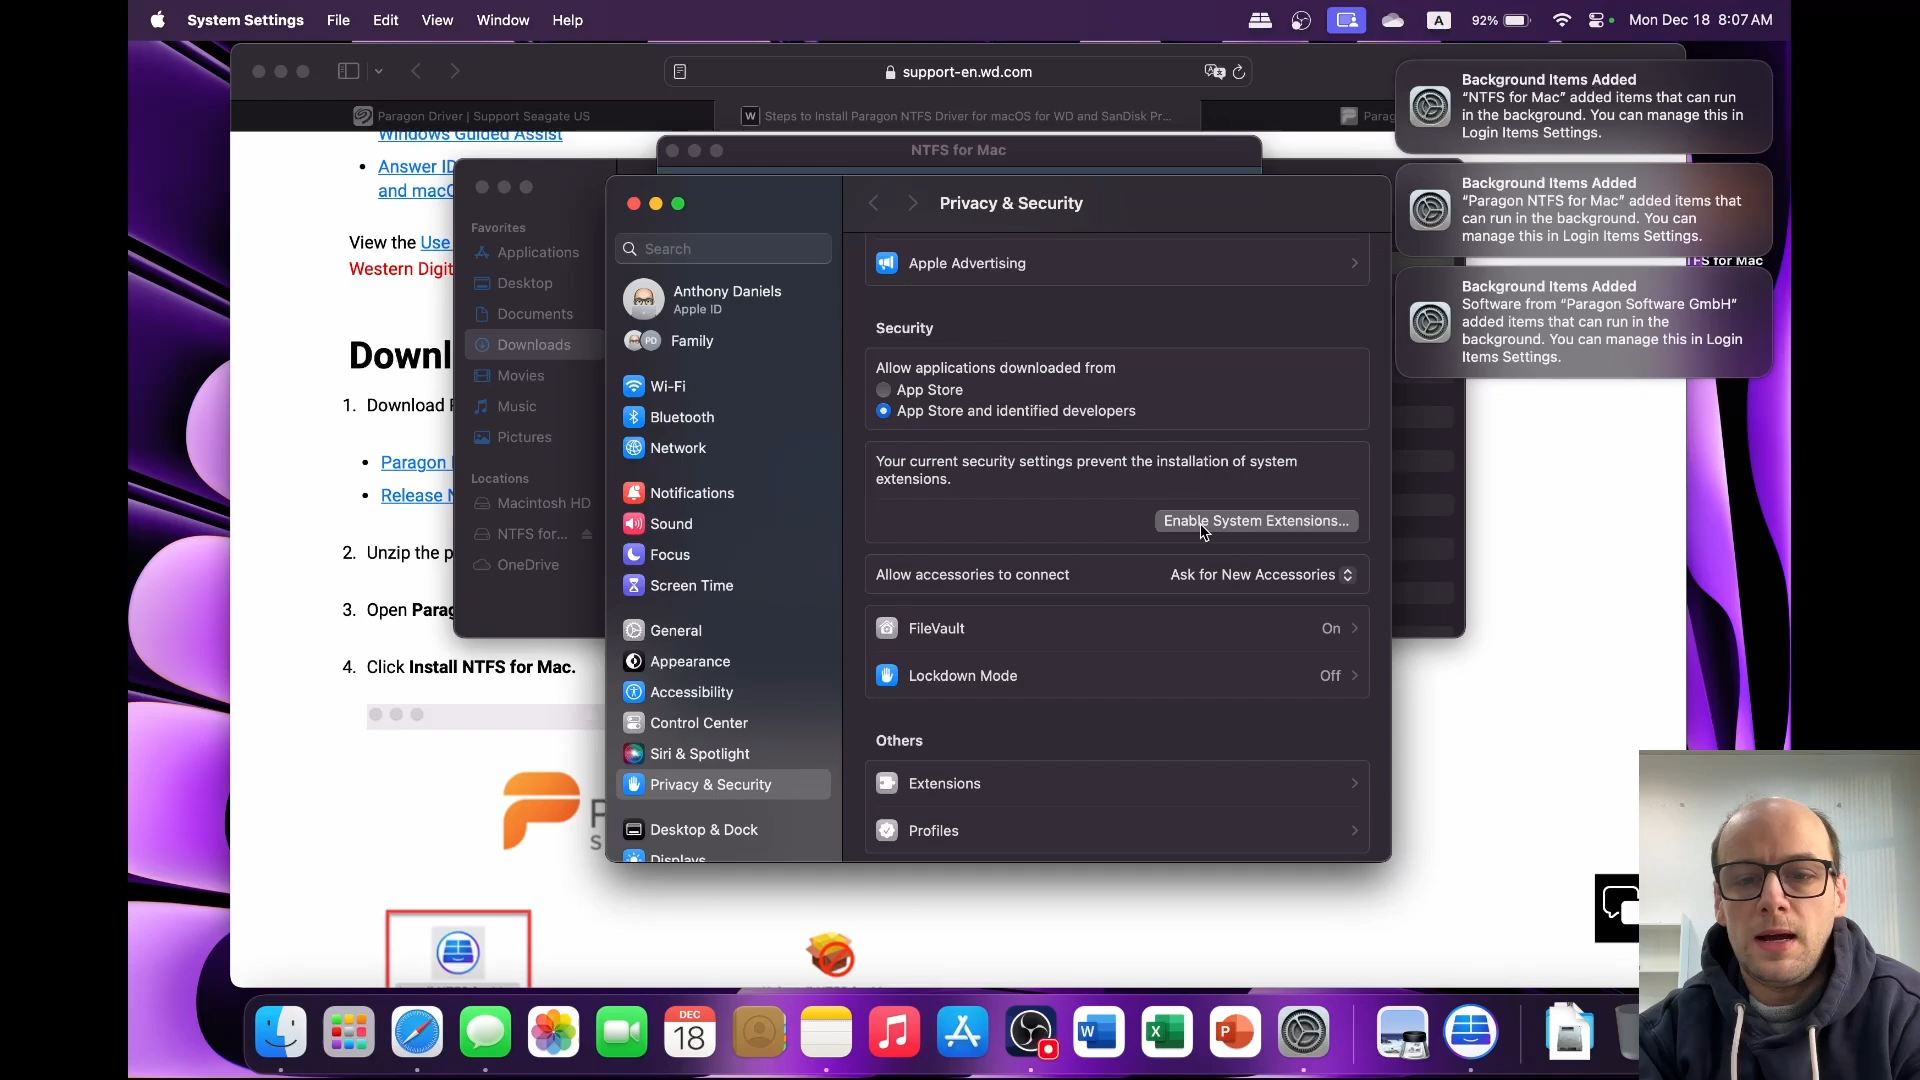 System Settings File Edit View Window Help
A 92% Mon Dec 18 8:07 AM
support-en.wd.com
Paragon Driver | Support Seagate US
W Steps to Install Paragon NTFS Driver for macOS for WD and SanDisk Pr...
Parag
Windows Guided Assist
Answer ID
and macO
View the Use
Western Digit
Downl
1. Download
Paragon
Release N
2. Unzip the p
3. Open Parag
4. Click Install NTFS for Mac.
NTFS for Mac
Favorites
Applications
Desktop
Documents
Downloads
Movies
Music
Pictures
Locations
Macintosh HD
NTFS for...
OneDrive
Search
Anthony Daniels
Apple ID
PD Family
Wi-Fi
Bluetooth
Network
Notifications
Sound
Focus
Screen Time
General
Appearance
Accessibility
Control Center
Siri & Spotlight
Privacy & Security
Desktop & Dock
Displays
Privacy & Security
Apple Advertising
Security
Allow applications downloaded from
App Store
App Store and identified developers
Your current security settings prevent the installation of system
extensions.
Enable System Extensions...
Allow accessories to connect Ask for New Accessories
FileVault On
Lockdown Mode Off
Others
Extensions
Profiles
Background Items Added
“NTFS for Mac” added items that can run
in the background. You can manage this in
Login Items Settings.
Background Items Added
“Paragon NTFS for Mac” added items that
can run in the background. You can
manage this in Login Items Settings.
TFS for Mac
Background Items Added
Software from “Paragon Software GmbH”
added items that can run in the
background. You can manage this in Login
Items Settings.
DEC
18
W
X
P